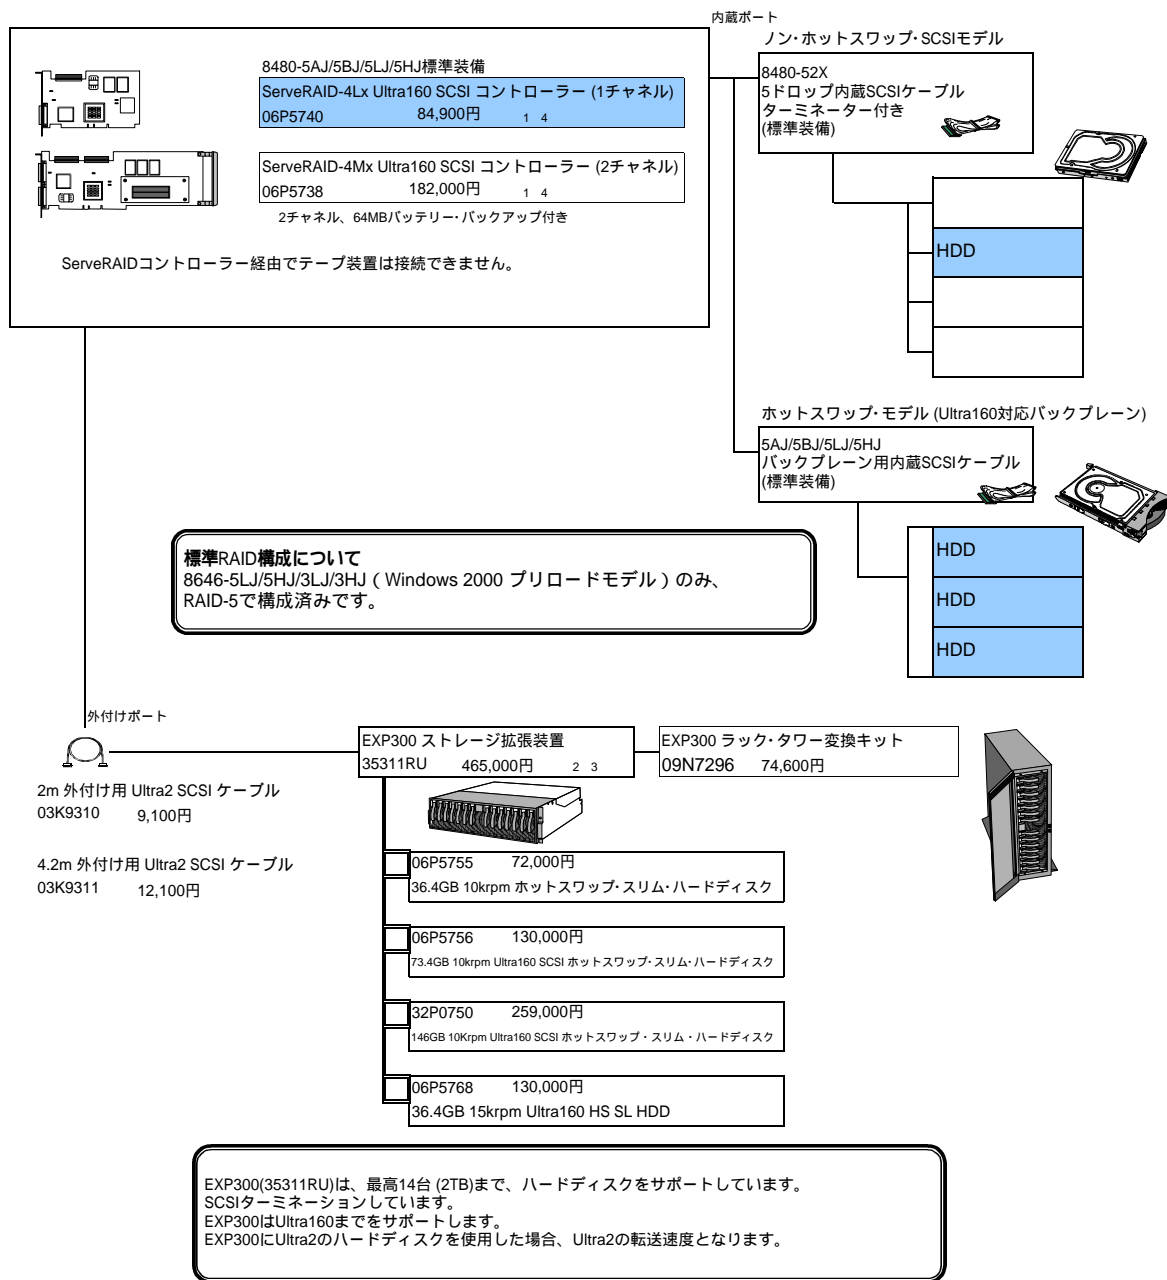 内蔵ポート
ノン・ホットスワップ・SCSIモデル
8480-5AJ/5BJ/5LJ/5HJ標準装備
ServeRAID-4Lx Ultra160 SCSI コントローラー (1チャネル)
06P5740 84,900円 1 4
ServeRAID-4Mx Ultra160 SCSI コントローラー (2チャネル)
06P5738 182,000円 1 4
2チャネル、64MBバッテリー・バックアップ付き
ServeRAIDコントローラー経由でテープ装置は接続できません。
8480-52X
5ドロップ内蔵SCSIケーブル
ターミネーター付き
(標準装備)
HDD
ホットスワップ・モデル (Ultra160対応バックプレーン)
5AJ/5BJ/5LJ/5HJ
バックプレーン用内蔵SCSIケーブル
(標準装備)
HDD
HDD
HDD
標準RAID構成について
8646-5LJ/5HJ/3LJ/3HJ（Windows 2000 プリロードモデル）のみ、
RAID-5で構成済みです。
外付けポート
2m 外付け用 Ultra2 SCSI ケーブル
03K9310 9,100円
4.2m 外付け用 Ultra2 SCSI ケーブル
03K9311 12,100円
EXP300 ストレージ拡張装置
35311RU 465,000円 2 3
EXP300 ラック・タワー変換キット
09N7296 74,600円
06P5755 72,000円
36.4GB 10krpm ホットスワップ・スリム・ハードディスク
06P5756 130,000円
73.4GB 10krpm Ultra160 SCSI ホットスワップ・スリム・ハードディスク
32P0750 259,000円
146GB 10Krpm Ultra160 SCSI ホットスワップ・スリム・ハードディスク
06P5768 130,000円
36.4GB 15krpm Ultra160 HS SL HDD
EXP300(35311RU)は、最高14台 (2TB)まで、ハードディスクをサポートしています。
SCSIターミネーションしています。
EXP300はUltra160までをサポートします。
EXP300にUltra2のハードディスクを使用した場合、Ultra2の転送速度となります。